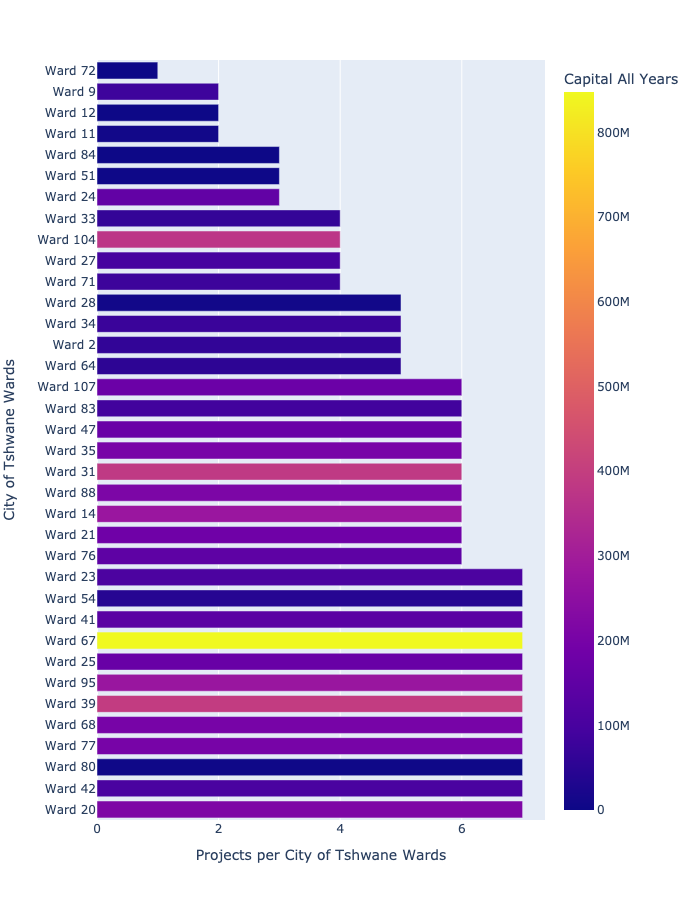 Capital All Years
Ward 72
Ward 9
Ward 12
Ward 11
Ward 84
Ward 51
Ward 24
Ward 33
Ward 104
Ward 27
Ward 71
Ward 28
Ward 34
Ward 2
Ward 64
Ward 107
Ward 83
Ward 47
Ward 35
Ward 31
Ward 88
Ward 14
Ward 21
Ward 76
Ward 23
Ward 54
Ward 41
Ward 67
Ward 25
Ward 95
Ward 39
Ward 68
Ward 77
Ward 80
Ward 42
Ward 20
City of Tshwane Wards
0 2 4 6
Projects per City of Tshwane Wards
800M
700M
600M
500M
400M
300M
200M
100M
0